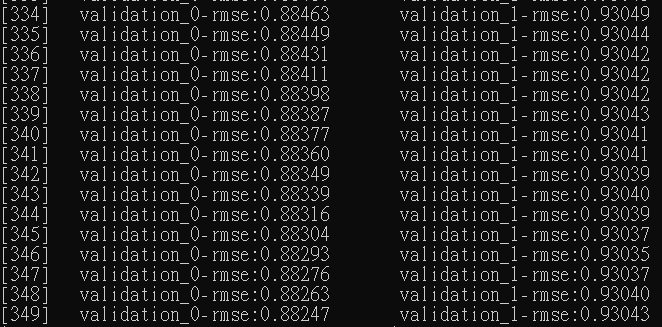 [334] validation_0-rmse:0.88463 validation_1-rmse:0.93049
[335] validation_0-rmse:0.88449 validation_1-rmse:0.93044
[336] validation_0-rmse:0.88431 validation_1-rmse:0.93042
[337] validation_0-rmse:0.88411 validation_1-rmse:0.93042
[338] validation_0-rmse:0.88398 validation_1-rmse:0.93042
[339] validation_0-rmse:0.88387 validation_1-rmse:0.93043
[340] validation_0-rmse:0.88377 validation_1-rmse:0.93041
[341] validation_0-rmse:0.88360 validation_1-rmse:0.93041
[342] validation_0-rmse:0.88349 validation_1-rmse:0.93039
[343] validation_0-rmse:0.88339 validation_1-rmse:0.93040
[344] validation_0-rmse:0.88316 validation_1-rmse:0.93039
[345] validation_0-rmse:0.88304 validation_1-rmse:0.93037
[346] validation_0-rmse:0.88293 validation_1-rmse:0.93035
[347] validation_0-rmse:0.88276 validation_1-rmse:0.93037
[348] validation_0-rmse:0.88263 validation_1-rmse:0.93040
[349] validation_0-rmse:0.88247 validation_1-rmse:0.93043